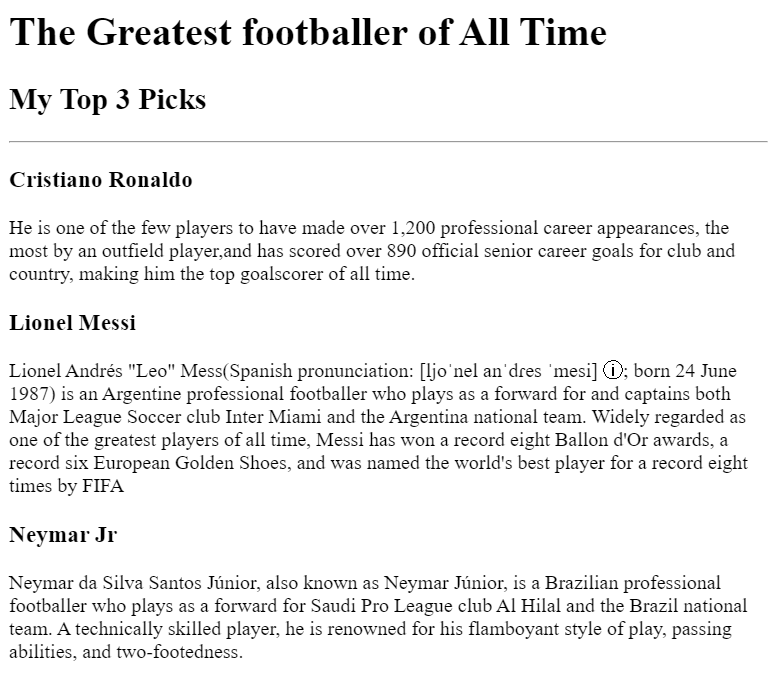 The Greatest footballer of All Time
My Top 3 Picks
Cristiano Ronaldo
He is one of the few players to have made over 1,200 professional career appearances, the
most by an outfield player,and has scored over 890 official senior career goals for club and
country, making him the top goalscorer of all time.
Lionel Messi
Lionel Andrés "Leo" Mess(Spanish pronunciation: [ljoˈnel anˈdɾes ˈmesi] ⓘ; born 24 June
1987) is an Argentine professional footballer who plays as a forward for and captains both
Major League Soccer club Inter Miami and the Argentina national team. Widely regarded as
one of the greatest players of all time, Messi has won a record eight Ballon d'Or awards, a
record six European Golden Shoes, and was named the world's best player for a record eight
times by FIFA
Neymar Jr
Neymar da Silva Santos Júnior, also known as Neymar Júnior, is a Brazilian professional
footballer who plays as a forward for Saudi Pro League club Al Hilal and the Brazil national
team. A technically skilled player, he is renowned for his flamboyant style of play, passing
abilities, and two-footedness.